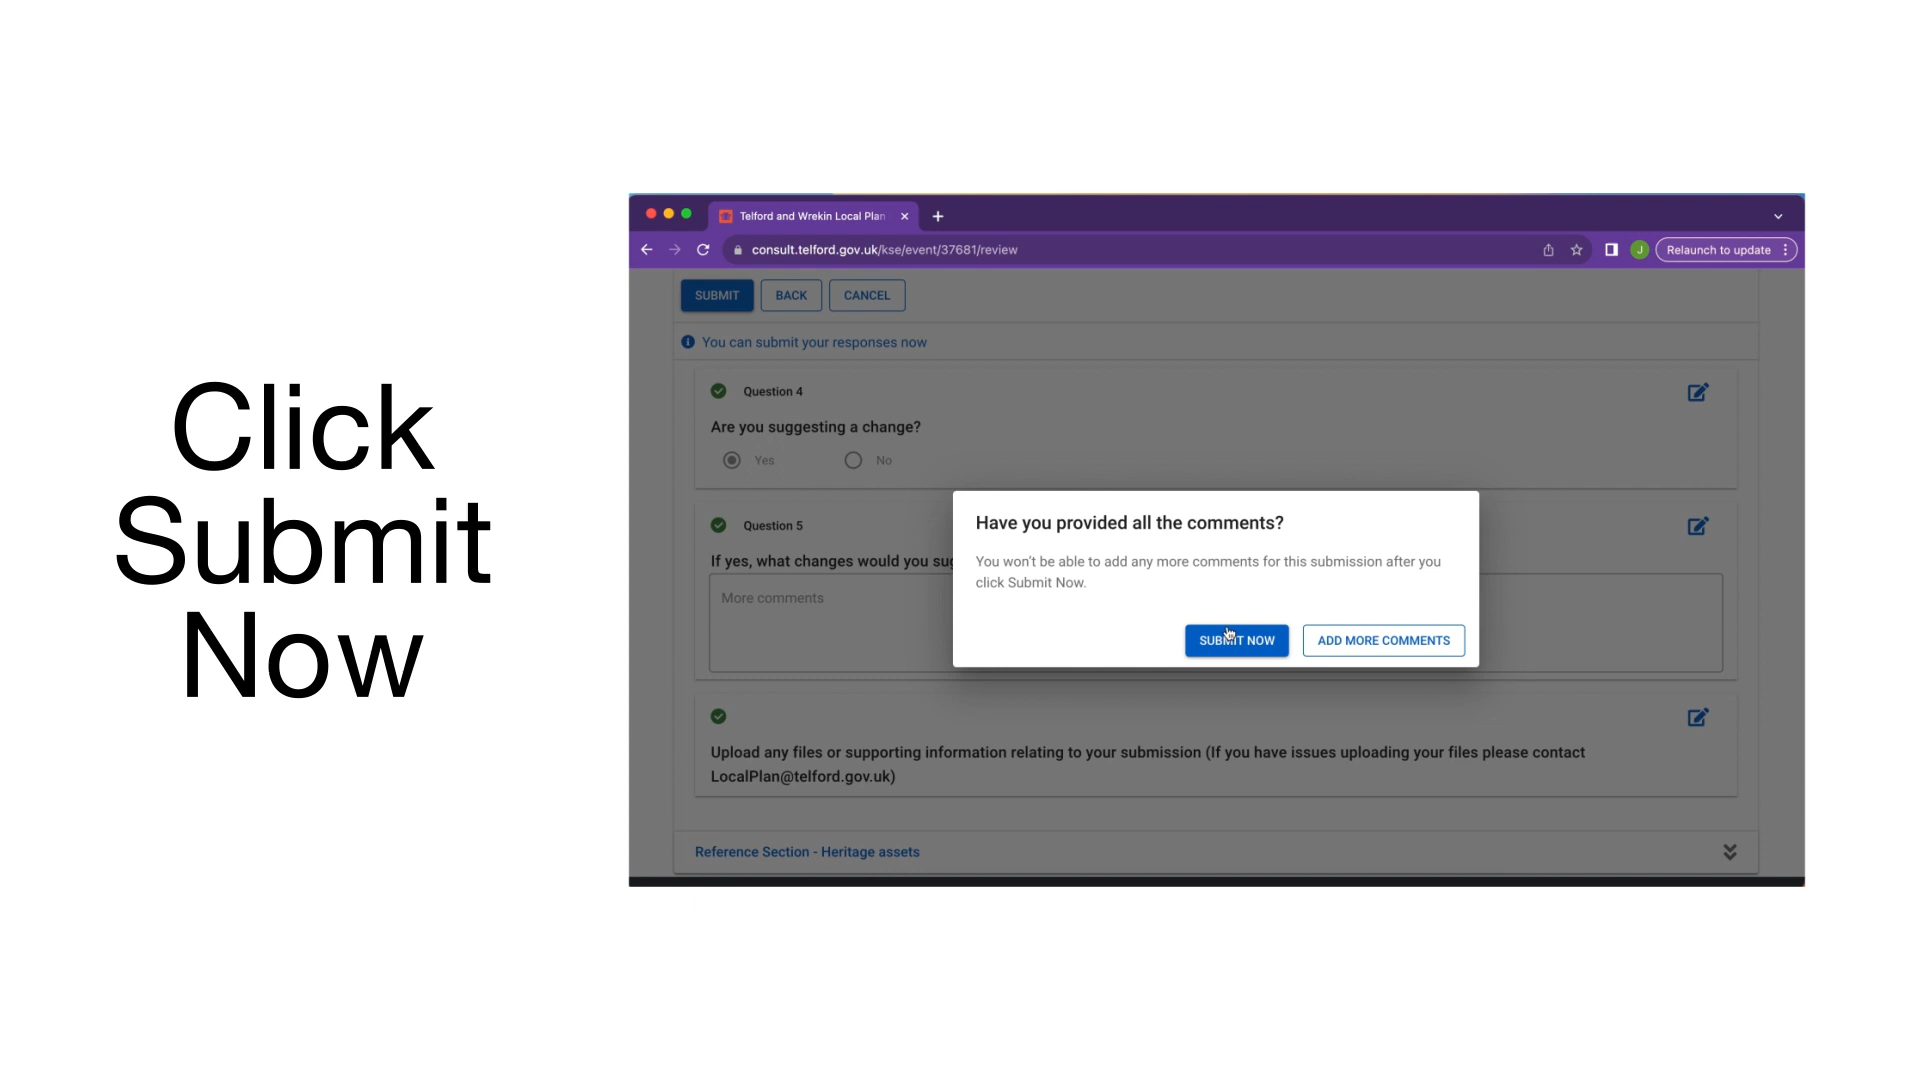 Click
Submit
Now
Telford and Wrekin Local Plan
consult.telford.gov.uk/kse/event/37681/review
J
Relaunch to update
SUBMIT
BACK
CANCEL
You can submit your responses now
Question 4
Are you suggesting a change?
Yes
No
Question 5
If yes, what changes would you sug
More comments
Have you provided all the comments?
You won't be able to add any more comments for this submission after you
click Submit Now.
SUBMIT NOW
ADD MORE COMMENTS
Upload any files or supporting information relating to your submission (If you have issues uploading your files please contact
LocalPlan@telford.gov.uk)
Reference Section - Heritage assets